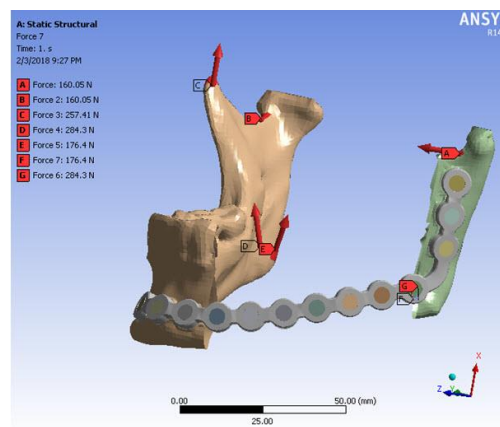 A: Static Structural
Force 7
Time: 1. s
2/3/2018 9:27 PM
A Force: 160.05 N
B Force 2: 160.05 N
C Force 3: 257.41 N
D Force 4: 284.3 N
E Force 5: 176.4 N
F Force 7: 176.4 N
G Force 6: 284.3 N
ANSY
R14
C
B
A
D
E
G
F
X
Z
Y
0.00
50.00 (mm)
25.00